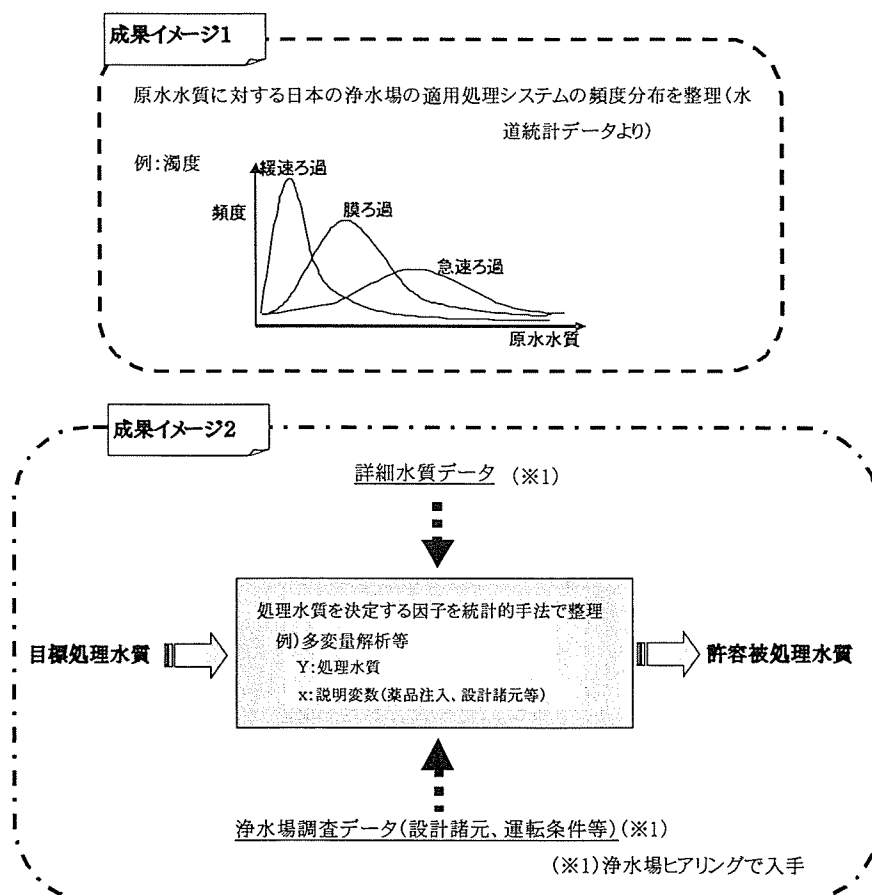 成果イメージ1
原水水質に対する日本の浄水場の適用処理システムの頻度分布を整理(水
道統計データより)
例:濁度
緩速ろ過
頻度
膜ろ過
急速ろ過
原水水質
成果イメージ2
詳細水質データ (※1)
処理水質を決定する因子を統計的手法で整理
例)多変量解析等
Y:処理水質
x:説明変数(薬品注入、設計諸元等)
目標処理水質
許容被処理水質
浄水場調査データ(設計諸元、運転条件等)(※1)
(※1)浄水場ヒアリングで入手